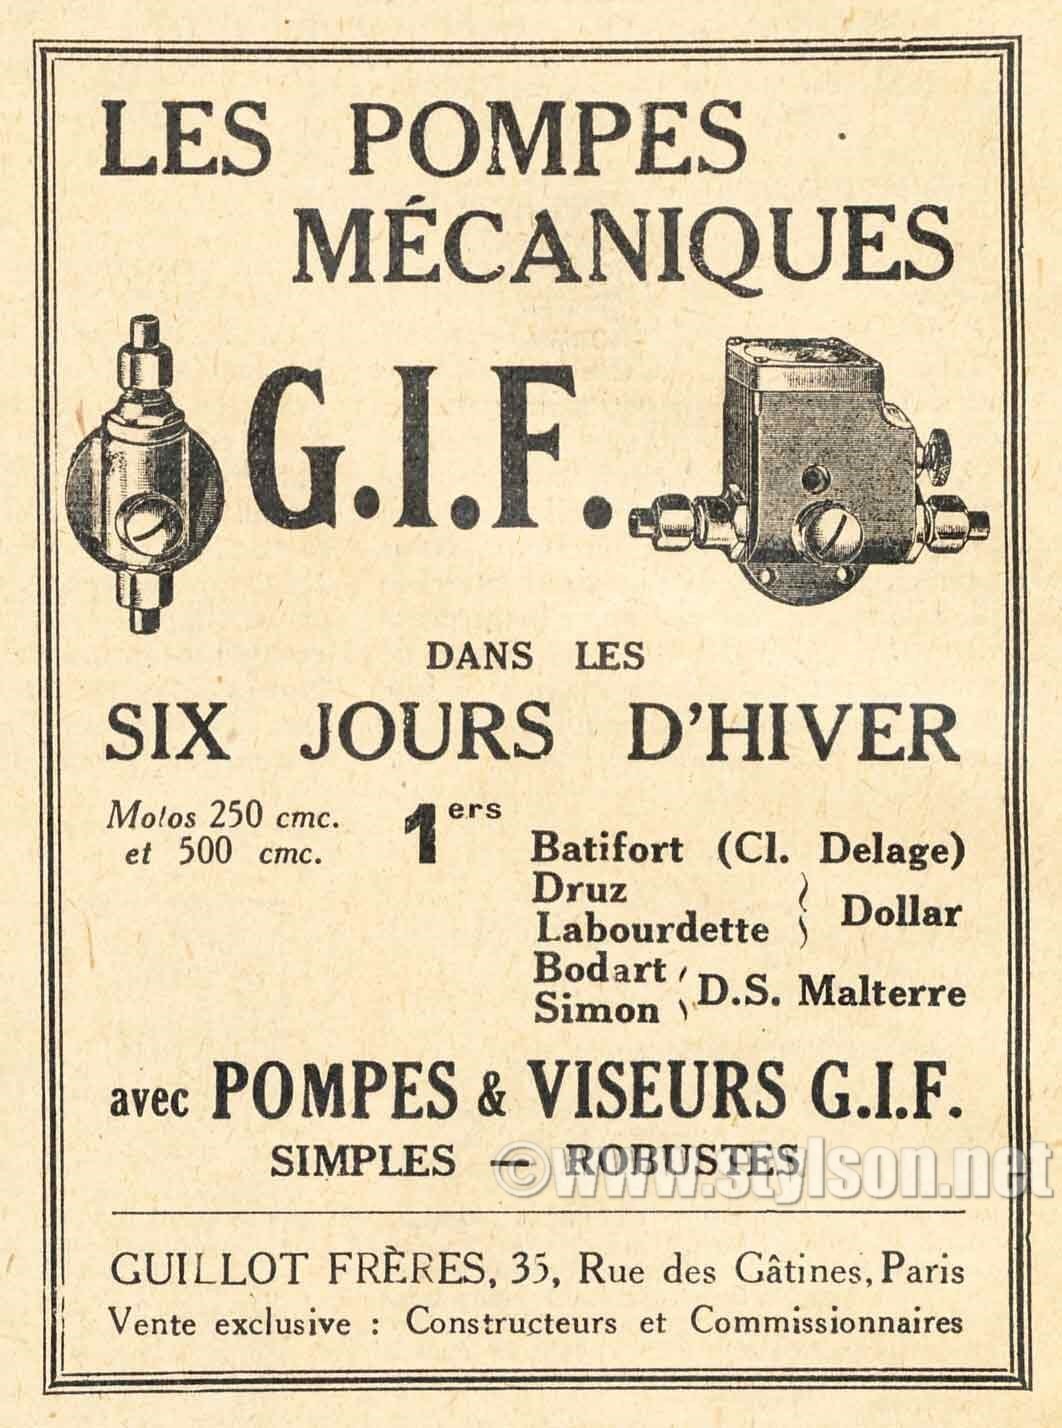 LES POMPES
MÉCANIQUES
G.I.F.
DANS LES
SIX JOURS D'HIVER
Motos 250 cmc. 1ers
et 500 cmc.
Batifort (Cl. Delage)
Druz
Labourdette } Dollar
Bodart
Simon } D.S. Malterre
avec POMPES & VISEURS G.I.F.
SIMPLES — ROBUSTES
©www.stylson.net
GUILLOT FRÈRES, 35, Rue des Gâtines, Paris
Vente exclusive : Constructeurs et Commissionnaires